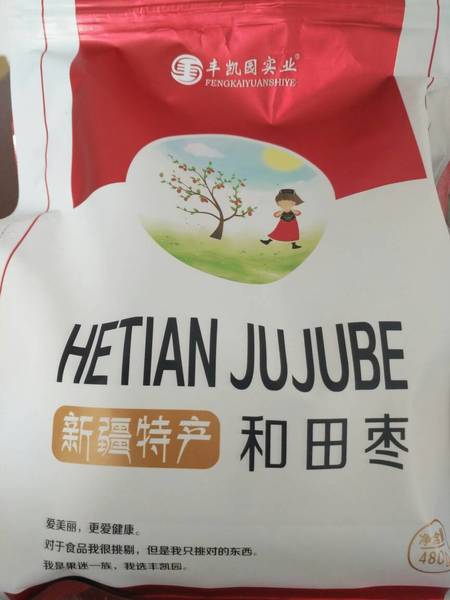 丰凯园实业®
FENGKAIYUANSHIYE
HETIAN JUJUBE
新疆特产 和田枣
爱美丽,更爱健康。
对于食品我很挑剔,但是我只挑对的东西。
我是果迷一族,我选丰凯园。
净含
480